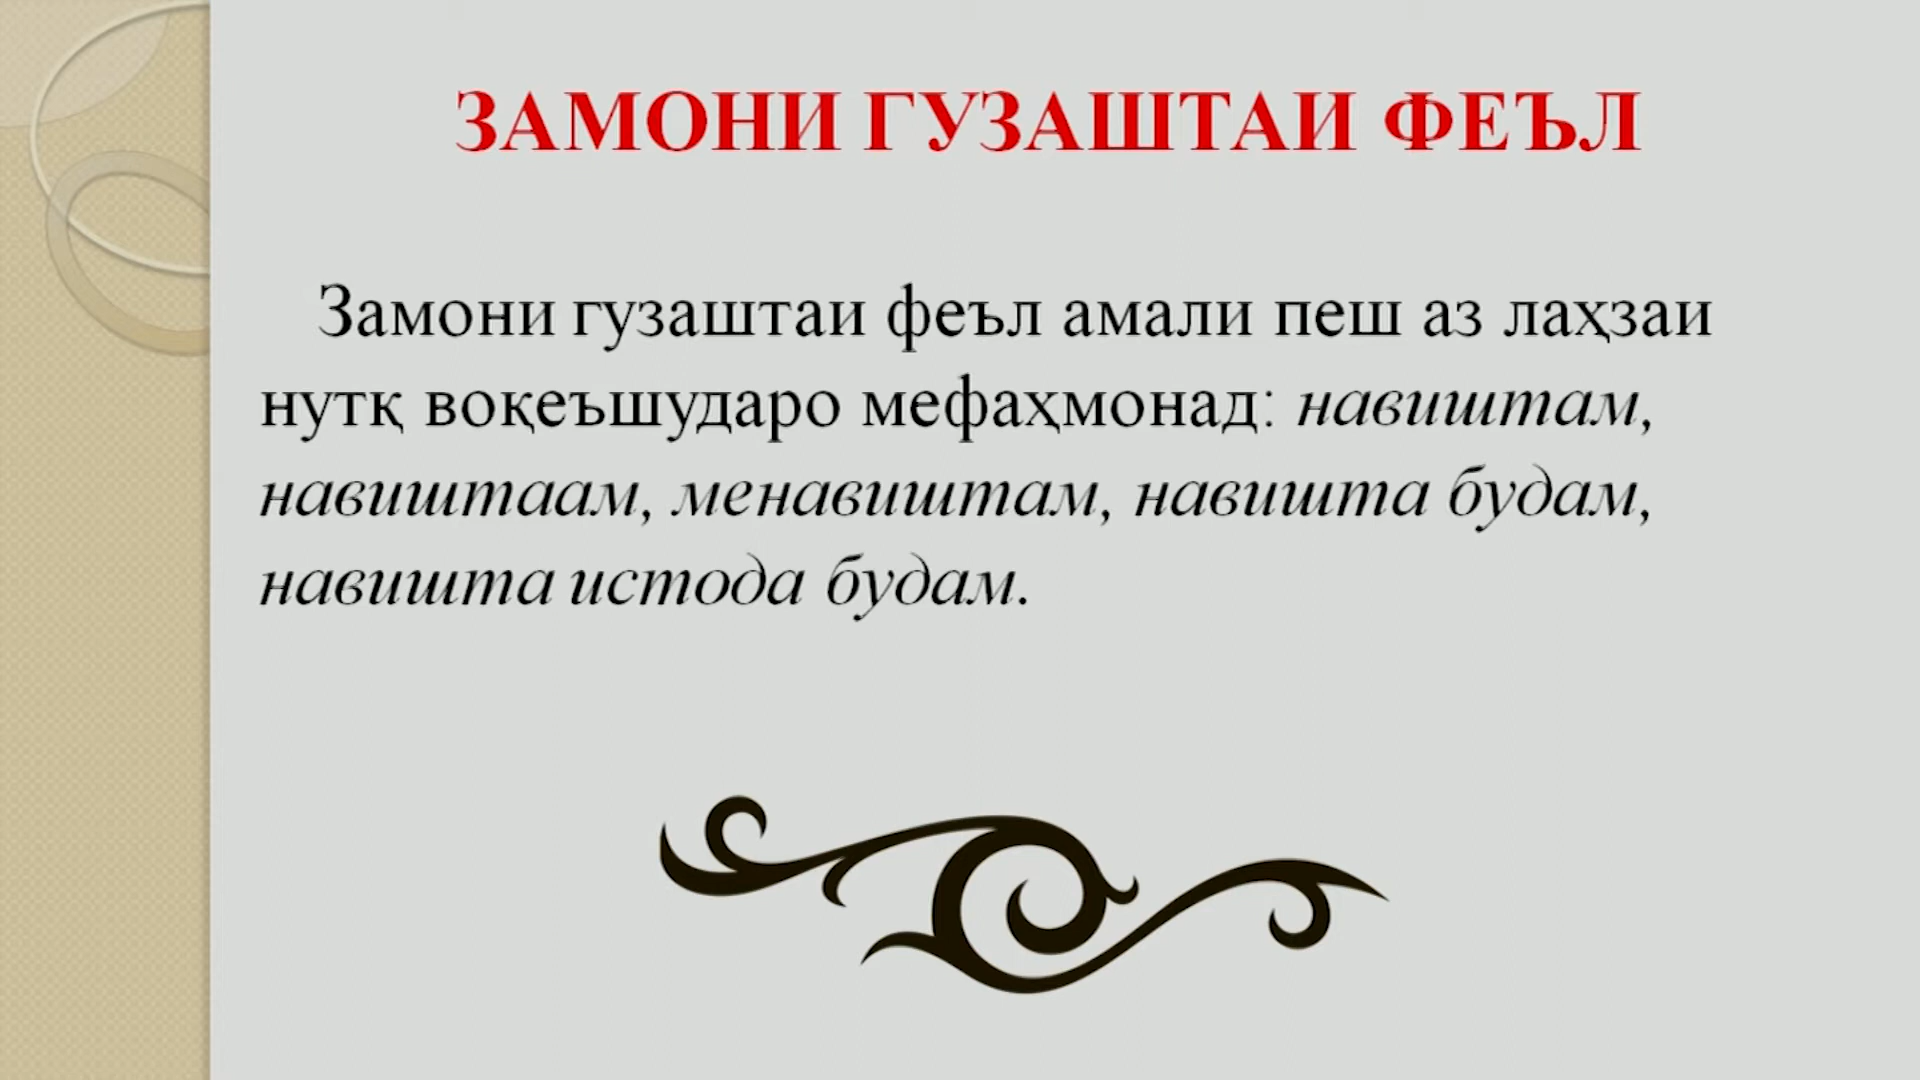 ЗАМОНИ ГУЗАШТАИ ФЕЪЛ
Замони гузаштаи феъл амали пеш аз лаҳзаи
нутқ воқеъшударо мефаҳмонад: навиштам,
навиштаам, менавиштам, навишта будам,
навишта истода будам.